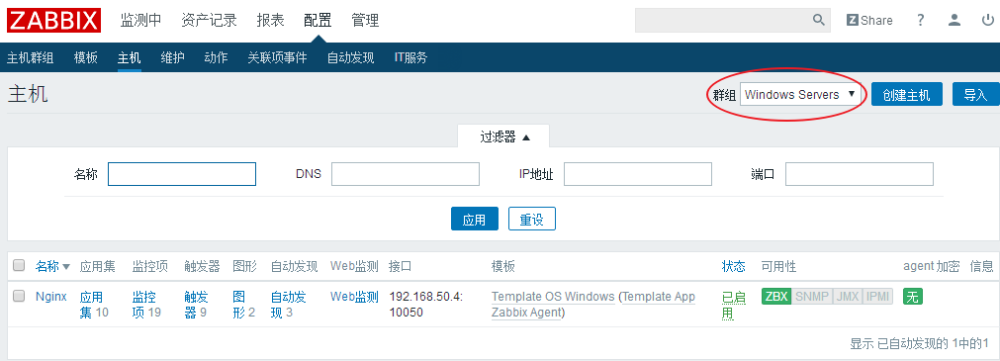 ZABBIX 监测中 资产记录 报表 配置 管理 Z Share ?
主机群组 模板 主机 维护 动作 关联项事件 自动发现 IT服务
主机 群组 Windows Servers 创建主机 导入
过滤器
名称 DNS IP地址 端口
应用 重设
名称 应用集 监控项 触发器 图形 自动发现 Web监测 接口 模板 状态 可用性 agent 加密 信息
Nginx 应用 监控 触发 图 自动发 Web监测 192.168.50.4: Template OS Windows (Template App 已启 ZBX SNMP JMX IPMI 无
集 10 项 19 器 9 形 2 现 3 10050 Zabbix Agent) 用
显示 已自动发现的 1中的1